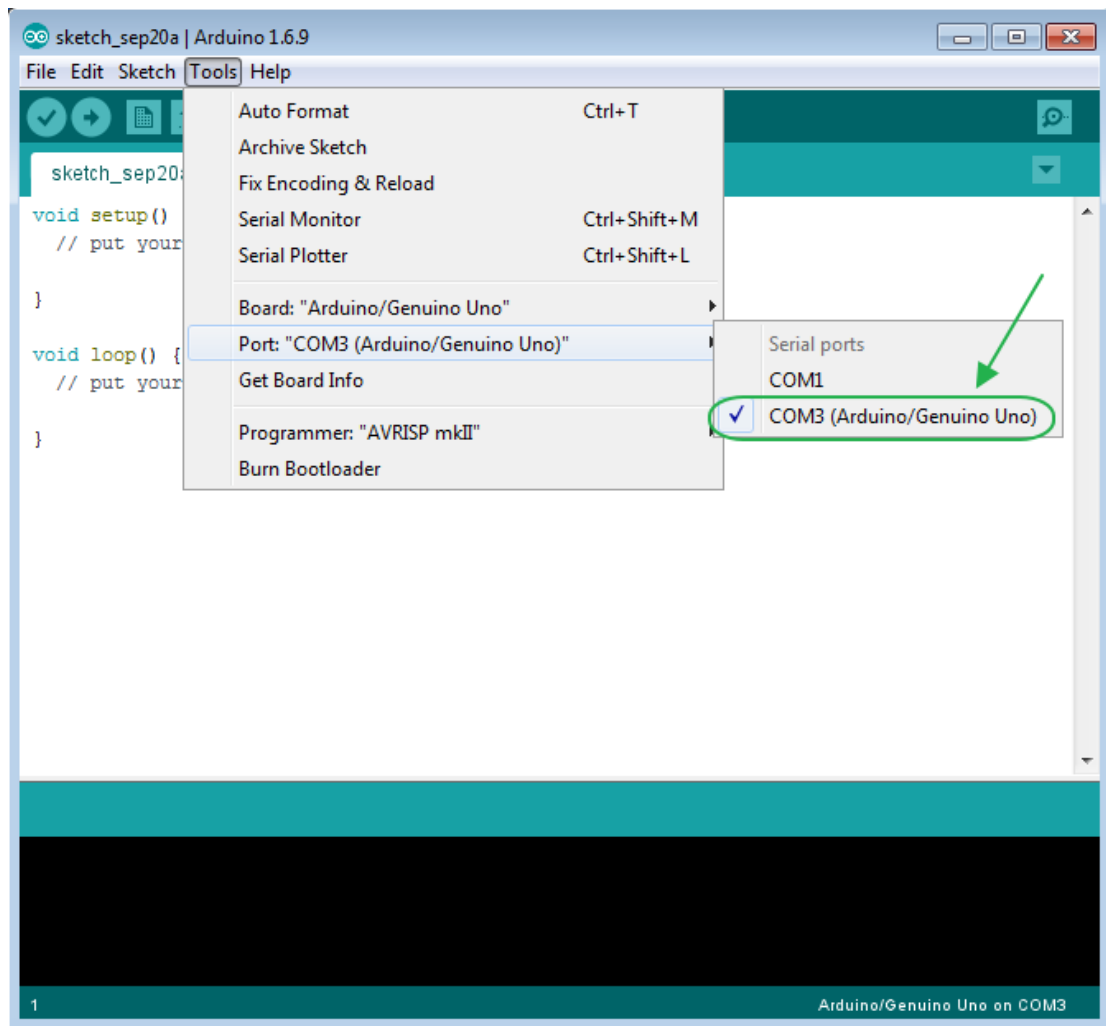 sketch_sep20a | Arduino 1.6.9
File Edit Sketch Tools Help
Auto Format Ctrl+T
Archive Sketch
Fix Encoding & Reload
Serial Monitor Ctrl+Shift+M
Serial Plotter Ctrl+Shift+L
Board: "Arduino/Genuino Uno"
Port: "COM3 (Arduino/Genuino Uno)"
Get Board Info
Programmer: "AVRISP mkII"
Burn Bootloader
Serial ports
COM1
COM3 (Arduino/Genuino Uno)
sketch_sep20
void setup()
// put your
}
void loop() {
// put your
}
1 Arduino/Genuino Uno on COM3